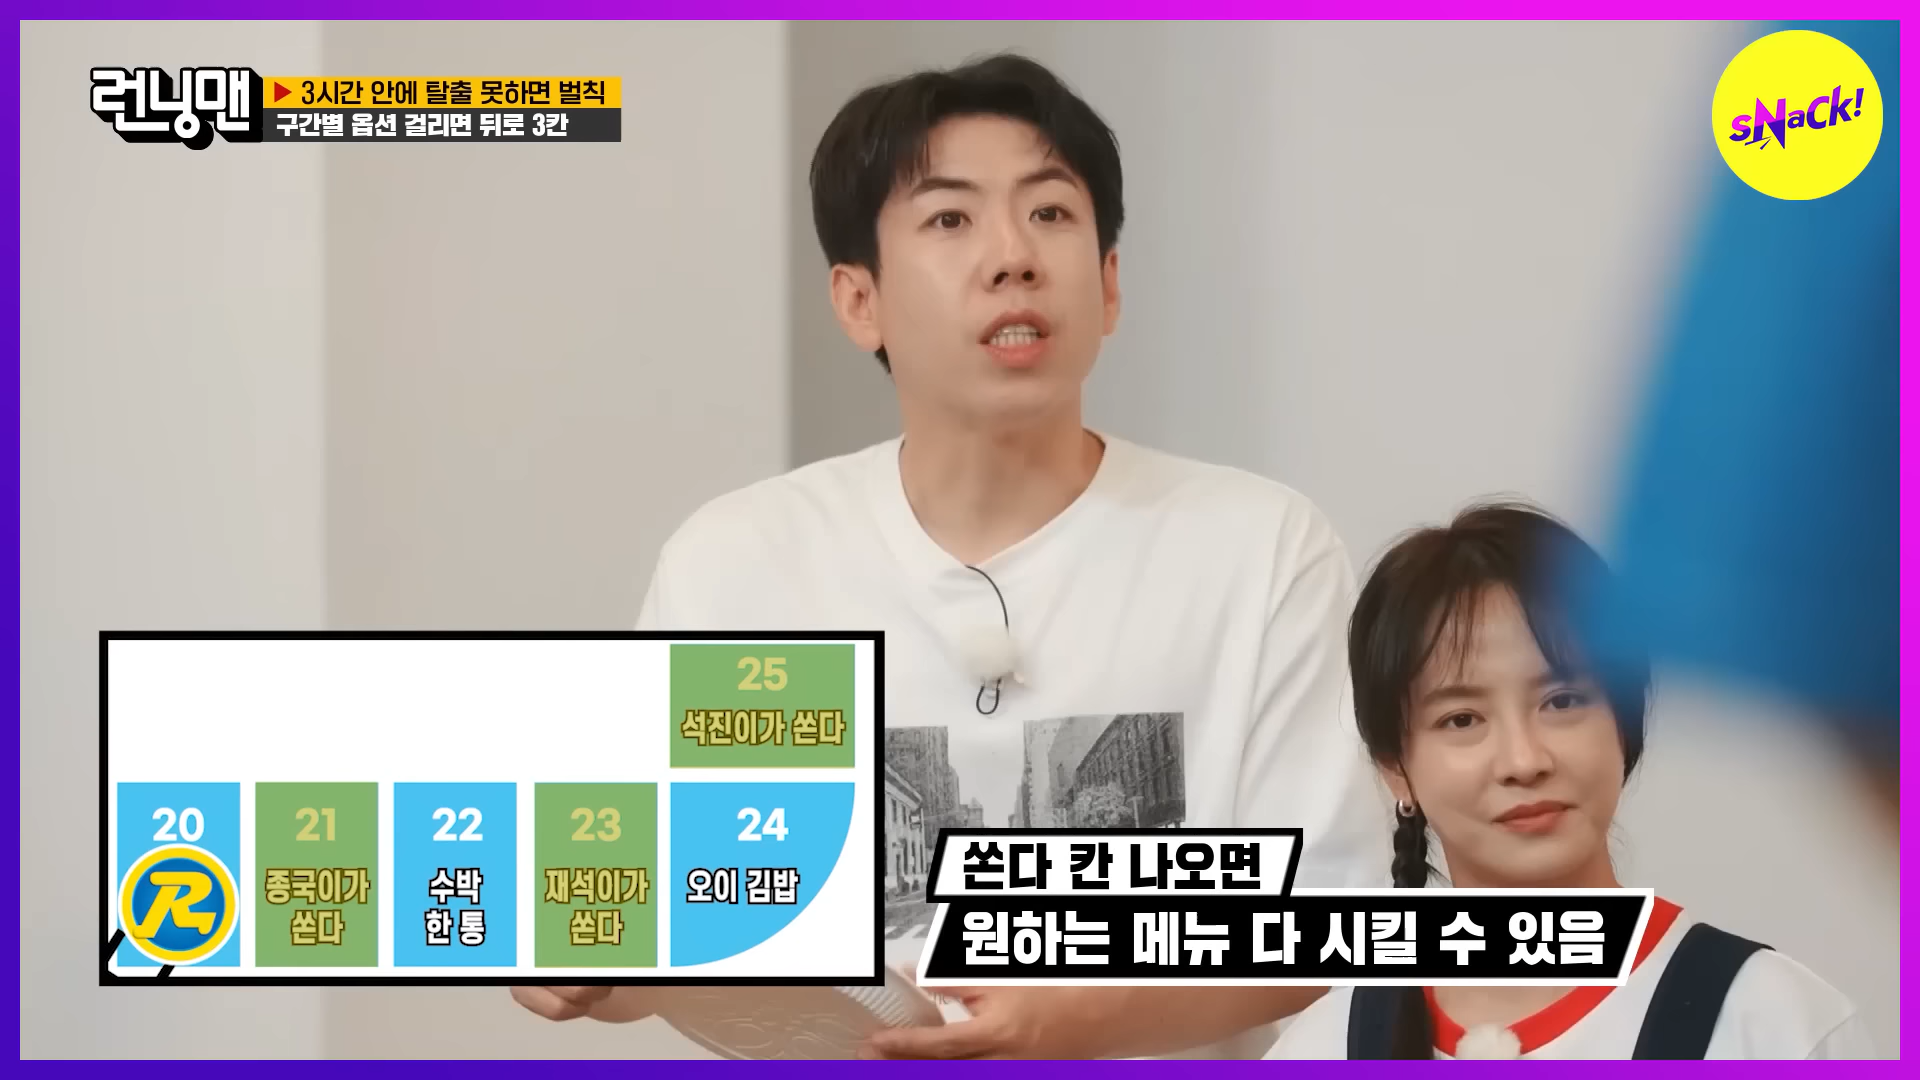 런닝맨
▶ 3시간 안에 탈출 못하면 벌칙
구간별 옵션 걸리면 뒤로 3칸
sNaCk!
25
석진이가 쏜다
20
R
21
종국이가
쏜다
22
수박
한 통
23
재석이가
쏜다
24
오이 김밥
쏜다 칸 나오면
원하는 메뉴 다 시킬 수 있음